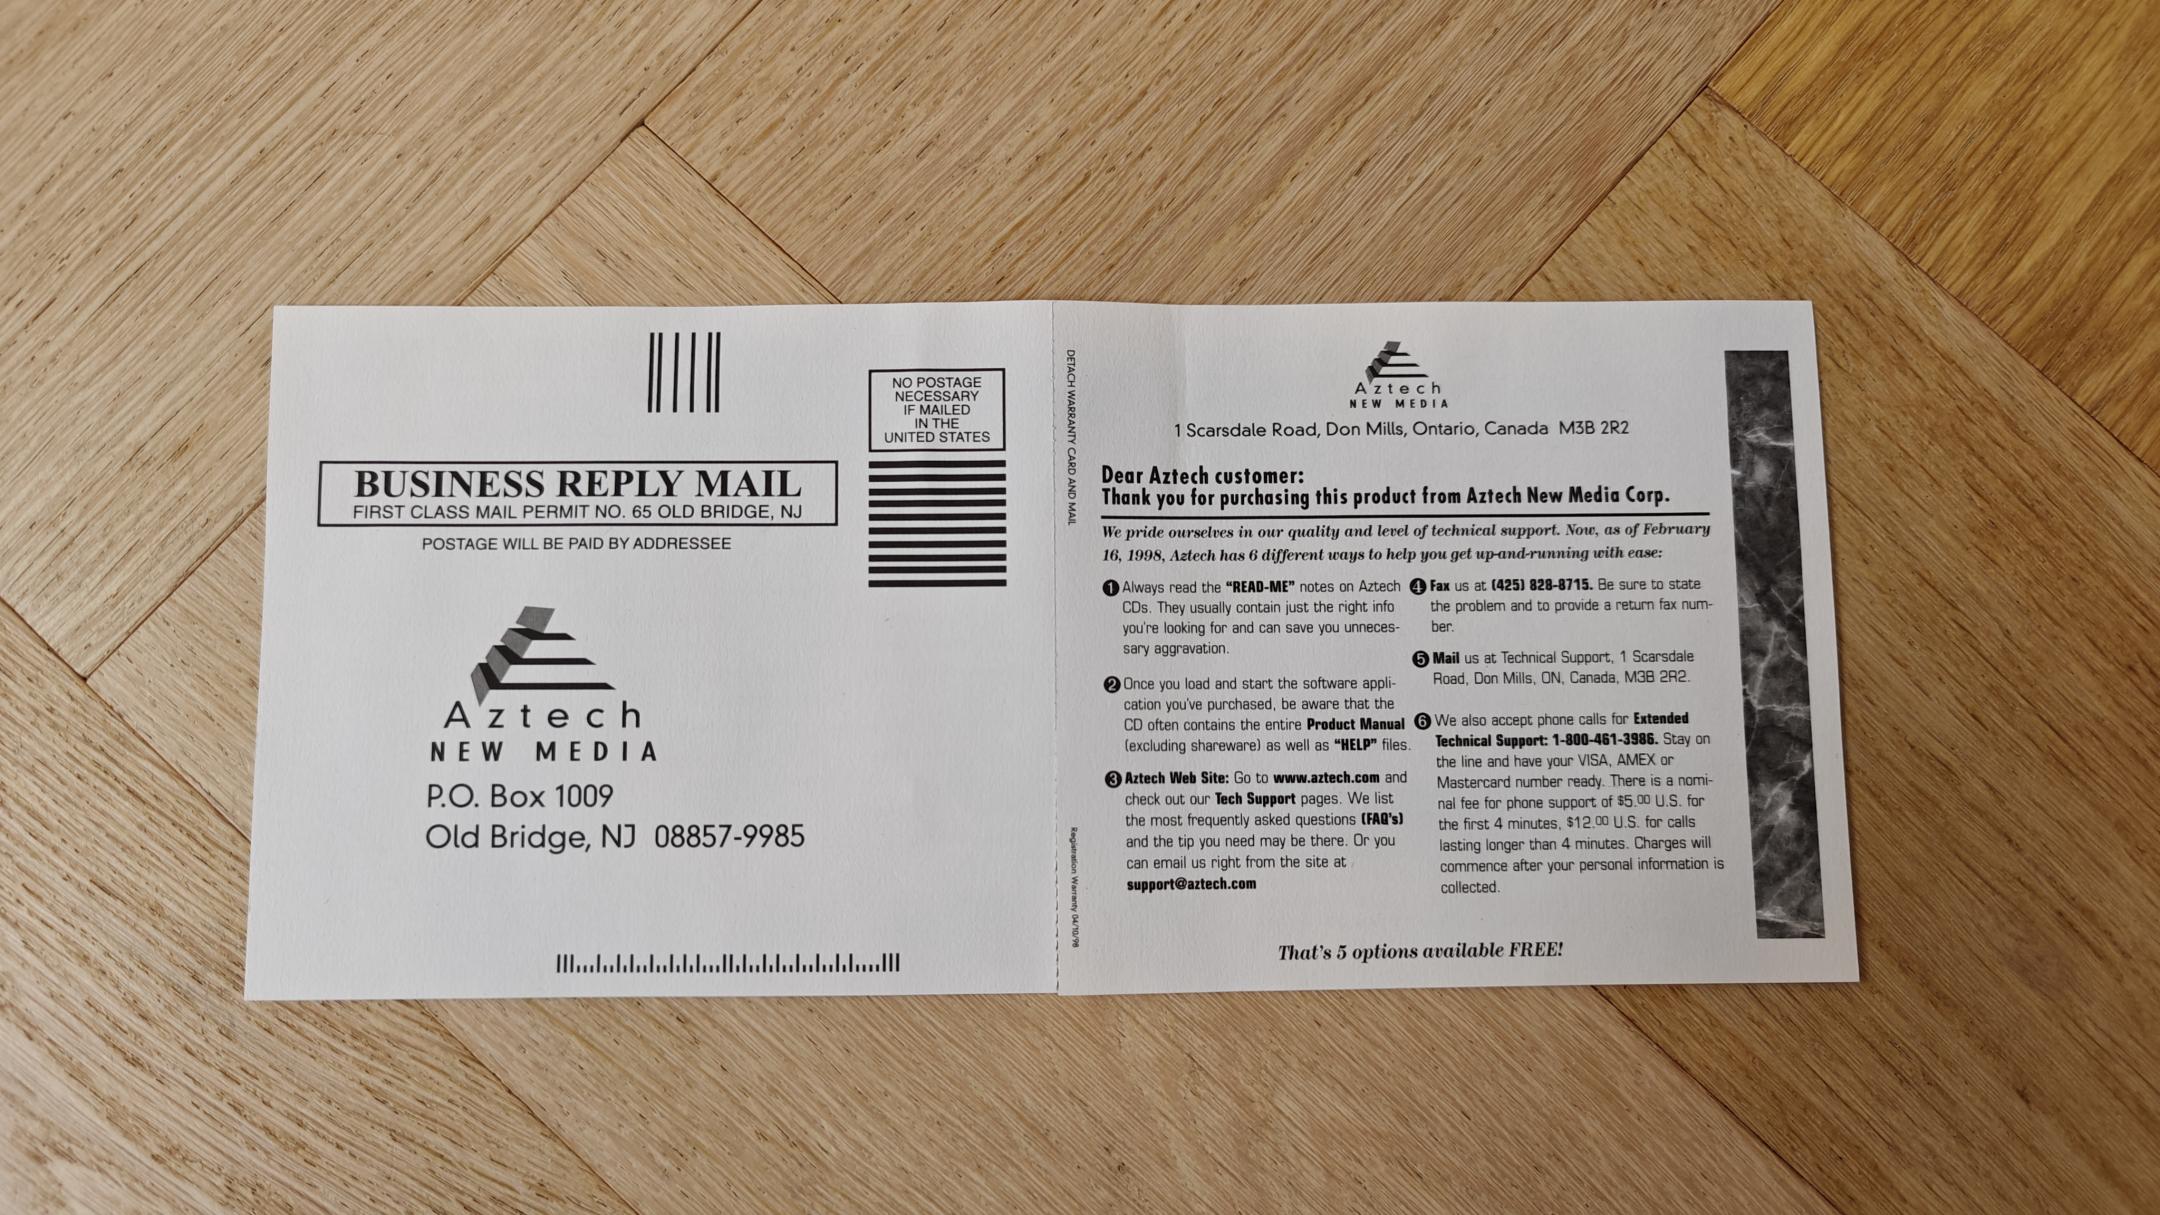 NO POSTAGE
NECESSARY
IF MAILED
IN THE
UNITED STATES
BUSINESS REPLY MAIL
FIRST CLASS MAIL PERMIT NO. 65 OLD BRIDGE, NJ
POSTAGE WILL BE PAID BY ADDRESSEE
Aztech
NEW MEDIA
P.O. Box 1009
Old Bridge, NJ 08857-9985
DETACH WARRANTY CARD AND MAIL
Registration Warranty 04/10/98
Aztech
NEW MEDIA
1 Scarsdale Road, Don Mills, Ontario, Canada M3B 2R2
Dear Aztech customer:
Thank you for purchasing this product from Aztech New Media Corp.
We pride ourselves in our quality and level of technical support. Now, as of February
16, 1998, Aztech has 6 different ways to help you get up-and-running with ease:
1 Always read the "READ-ME" notes on Aztech
CDs. They usually contain just the right info
you're looking for and can save you unneces-
sary aggravation.
2 Once you load and start the software appli-
cation you've purchased, be aware that the
CD often contains the entire Product Manual
(excluding shareware) as well as "HELP" files.
3 Aztech Web Site: Go to www.aztech.com and
check out our Tech Support pages. We list
the most frequently asked questions (FAQ's)
and the tip you need may be there. Or you
can email us right from the site at
support@aztech.com
4 Fax us at (425) 828-8715. Be sure to state
the problem and to provide a return fax num-
ber.
5 Mail us at Technical Support, 1 Scarsdale
Road, Don Mills, ON, Canada, M3B 2R2.
6 We also accept phone calls for Extended
Technical Support: 1-800-461-3986. Stay on
the line and have your VISA, AMEX or
Mastercard number ready. There is a nomi-
nal fee for phone support of $5.00 U.S. for
the first 4 minutes, $12.00 U.S. for calls
lasting longer than 4 minutes. Charges will
commence after your personal information is
collected.
That's 5 options available FREE!